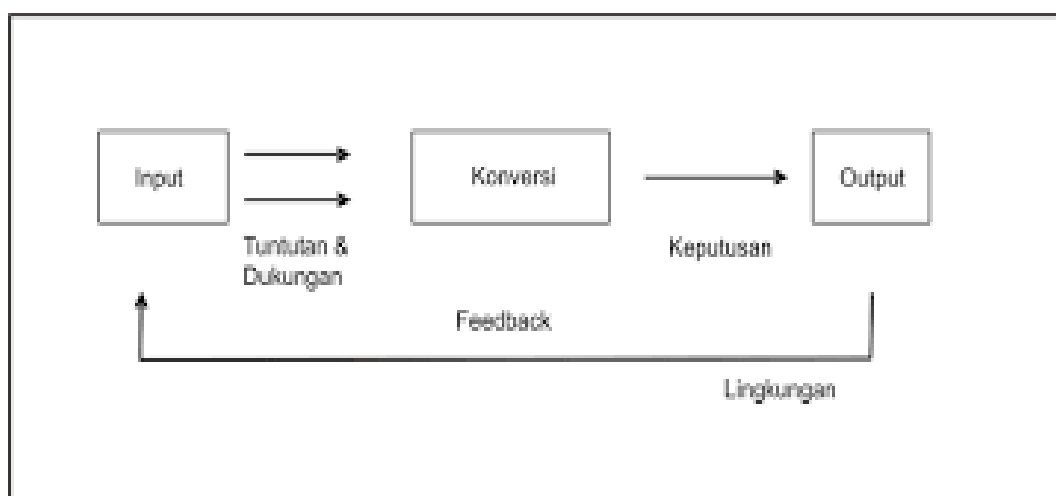 Input
Konversi
Output
Tuntutan &
Dukungan
Keputusan
Feedback
Lingkungan